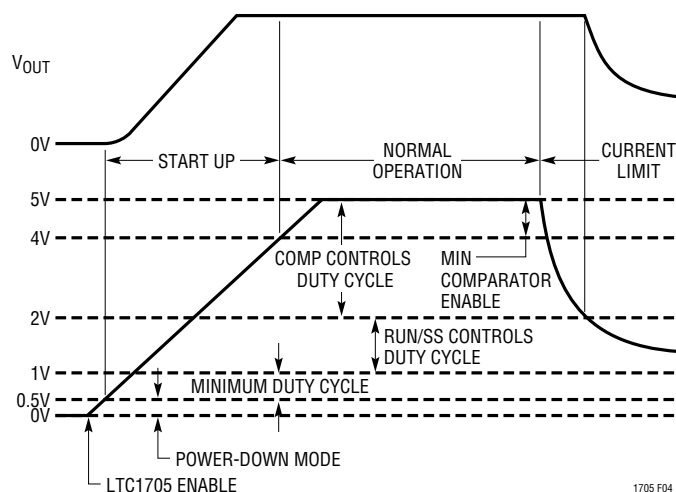 VOUT
0V
START UP
NORMAL
OPERATION
CURRENT
LIMIT
5V
4V
COMP CONTROLS
DUTY CYCLE
MIN
COMPARATOR
ENABLE
2V
RUN/SS CONTROLS
DUTY CYCLE
1V
MINIMUM DUTY CYCLE
0.5V
0V
POWER-DOWN MODE
LTC1705 ENABLE
1705 F04